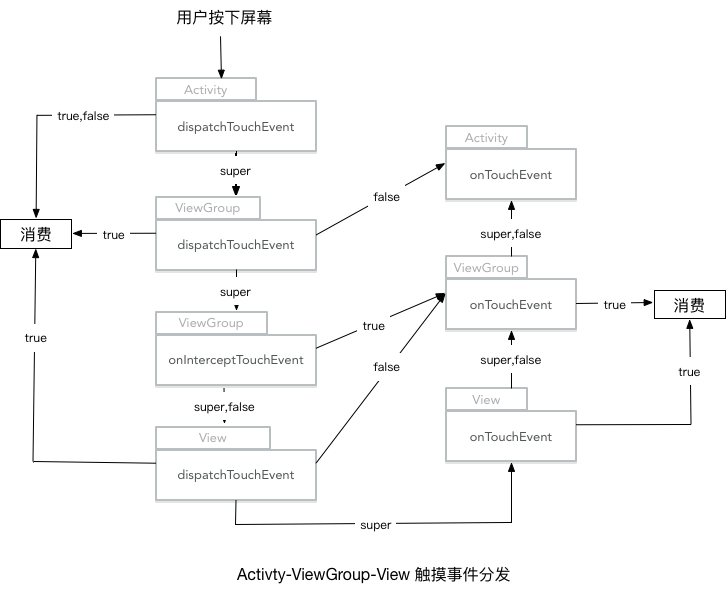 用户按下屏幕
Activity
dispatchTouchEvent
true,false
super
Activity
onTouchEvent
ViewGroup
dispatchTouchEvent
false
消费
true
super
super,false
ViewGroup
onTouchEvent
ViewGroup
onInterceptTouchEvent
true
true
消费
true
super,false
false
super,false
true
View
dispatchTouchEvent
View
onTouchEvent
super
Activty-ViewGroup-View 触摸事件分发